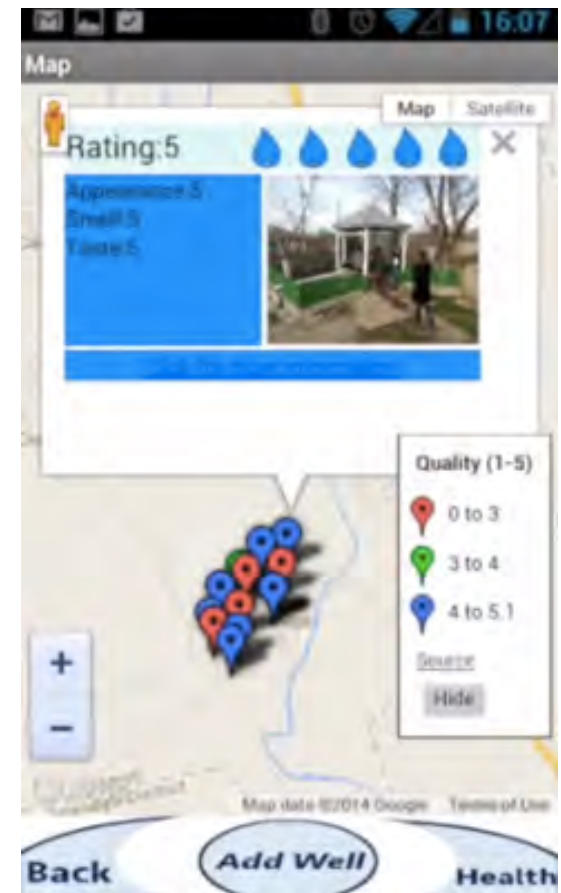 16:07
Map
Map Satellite
Rating:5
Appearance:5
Smell:5
Taste:5
Quality (1-5)
0 to 3
3 to 4
4 to 5.1
Source
Hide
+
−
Map data ©2014 Google Terms of Use
Back
Add Well
Health